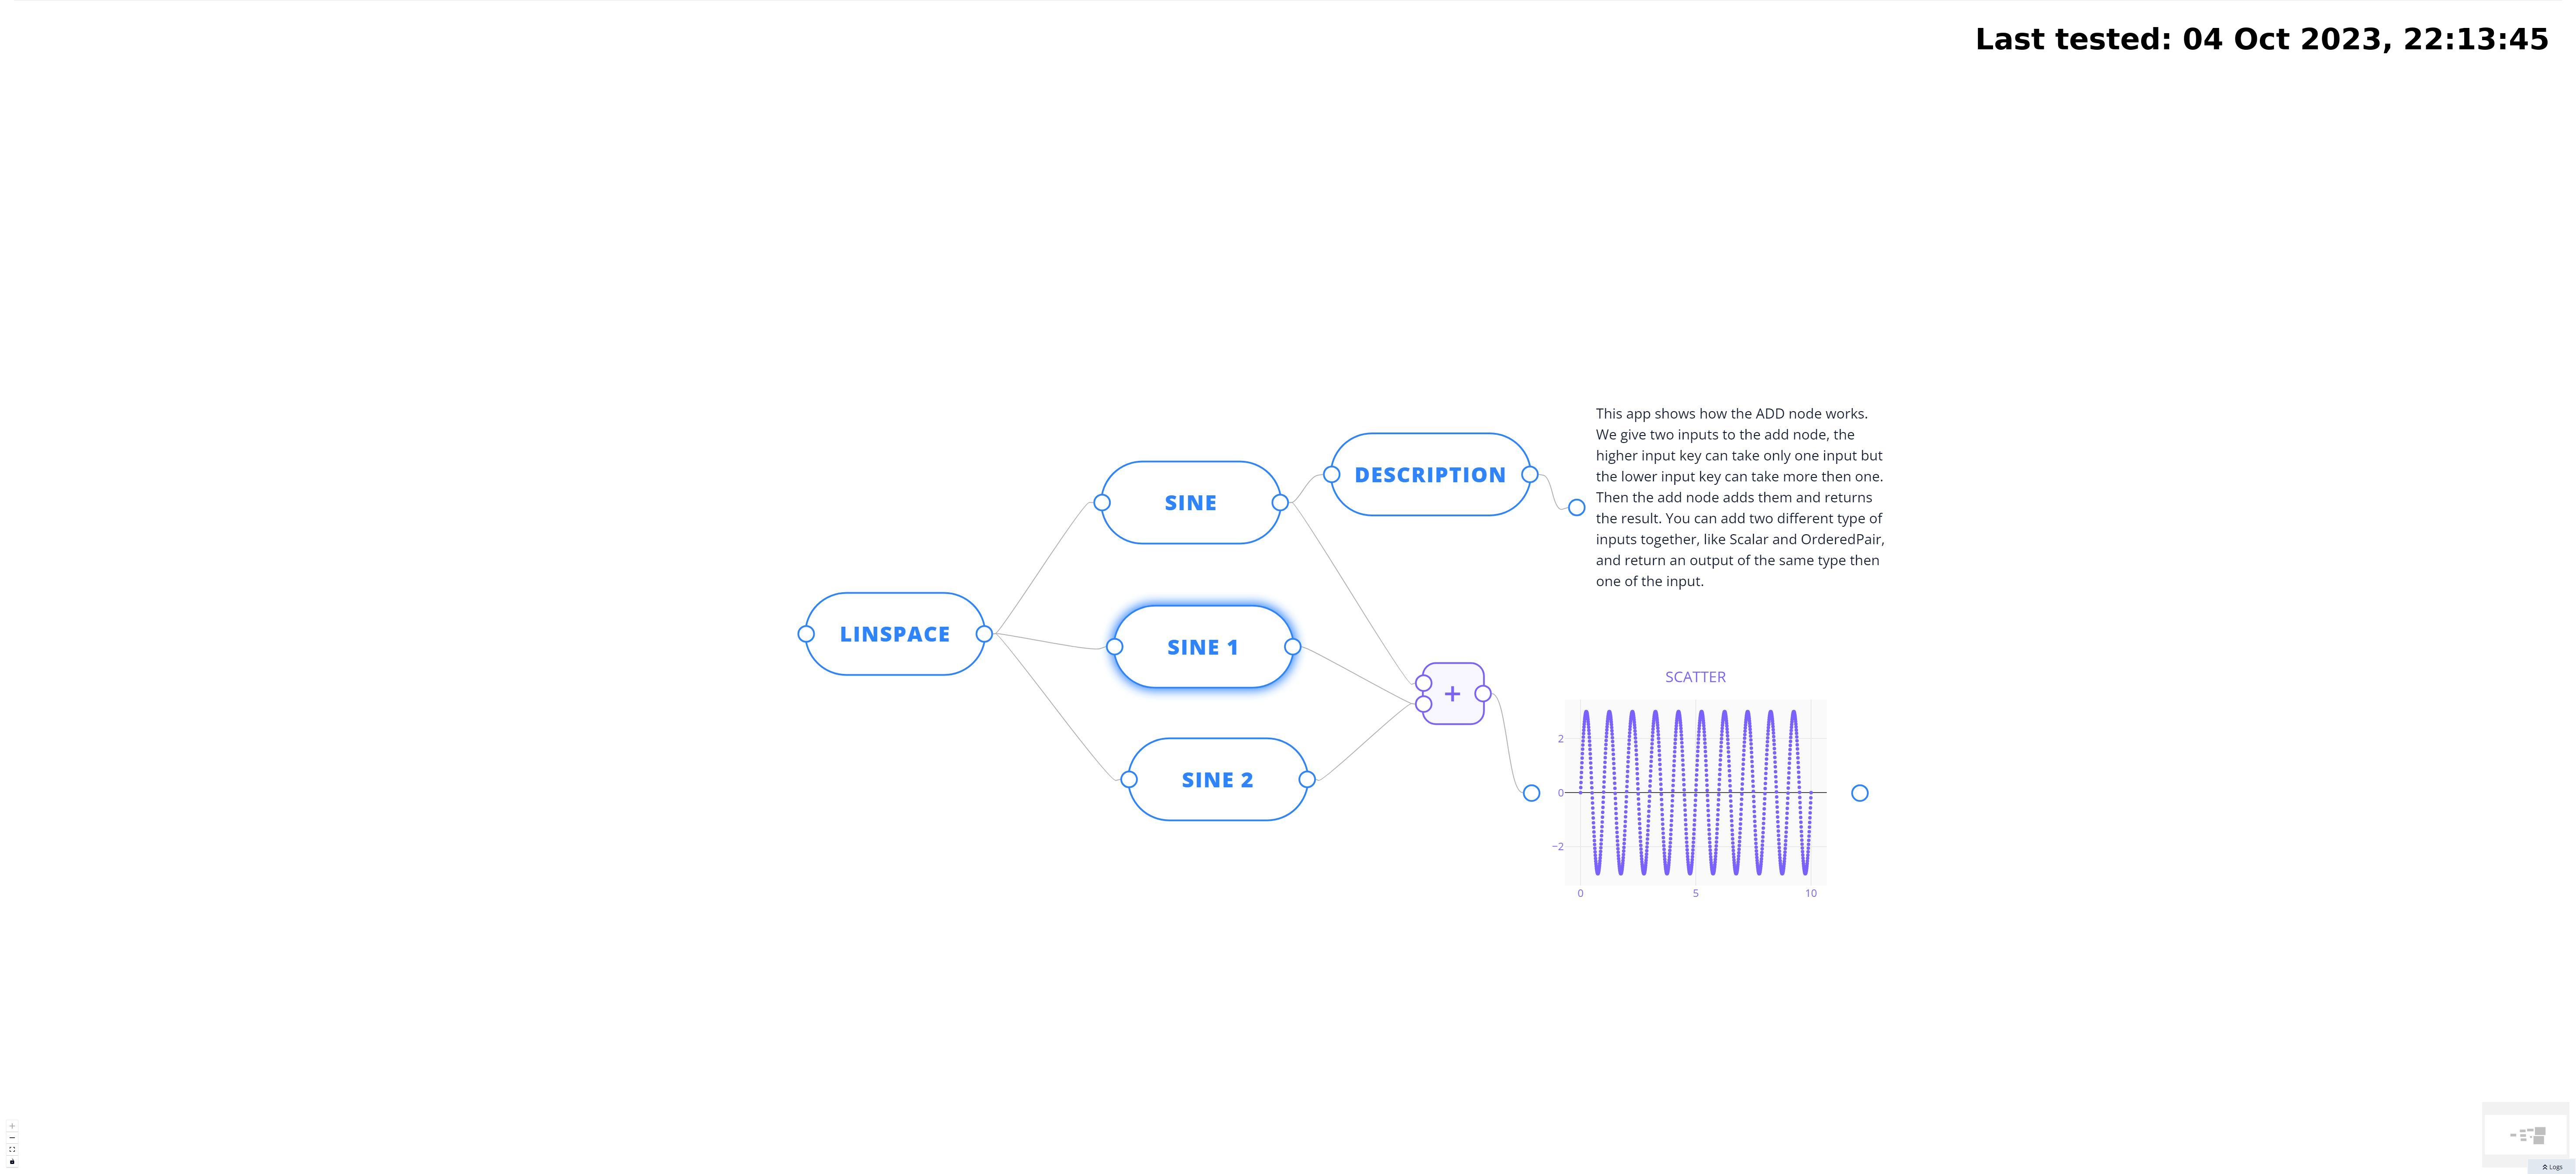 Last tested: 04 Oct 2023, 22:13:45
This app shows how the ADD node works.
We give two inputs to the add node, the
higher input key can take only one input but
the lower input key can take more then one.
Then the add node adds them and returns
the result. You can add two different type of
inputs together, like Scalar and OrderedPair,
and return an output of the same type then
one of the input.
DESCRIPTION
SINE
LINSPACE
SINE 1
SINE 2
+
SCATTER
2
0
−2
0 5 10
Logs